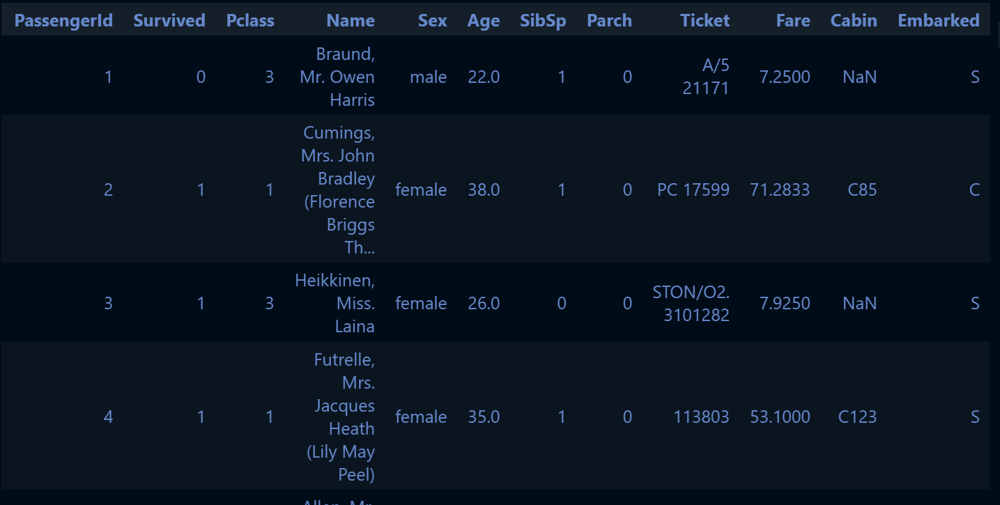 PassengerId Survived Pclass Name Sex Age SibSp Parch Ticket Fare Cabin Embarked
1 0 3 Braund, Mr. Owen Harris male 22.0 1 0 A/5 21171 7.2500 NaN S
2 1 1 Cumings, Mrs. John Bradley (Florence Briggs Th... female 38.0 1 0 PC 17599 71.2833 C85 C
3 1 3 Heikkinen, Miss. Laina female 26.0 0 0 STON/O2. 3101282 7.9250 NaN S
4 1 1 Futrelle, Mrs. Jacques Heath (Lily May Peel) female 35.0 1 0 113803 53.1000 C123 S
Allen, Mr.